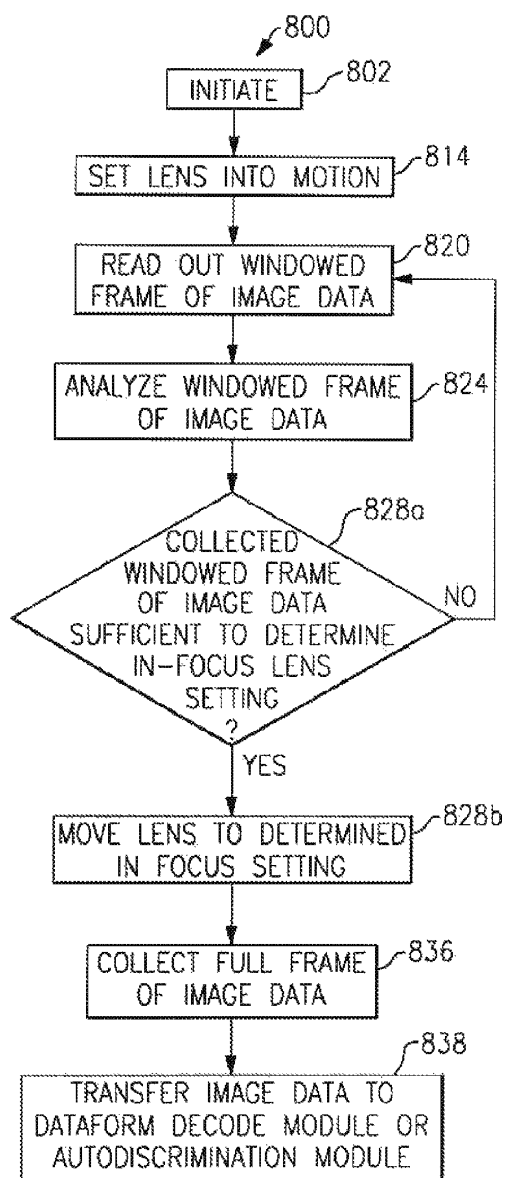 800
INITIATE
802
SET LENS INTO MOTION
814
READ OUT WINDOWED
FRAME OF IMAGE DATA
820
ANALYZE WINDOWED FRAME
OF IMAGE DATA
824
COLLECTED
WINDOWED FRAME
OF IMAGE DATA
SUFFICIENT TO DETERMINE
IN-FOCUS LENS
SETTING
?
828a
NO
YES
MOVE LENS TO DETERMINED
IN FOCUS SETTING
828b
COLLECT FULL FRAME
OF IMAGE DATA
836
TRANSFER IMAGE DATA TO
DATAFORM DECODE MODULE OR
AUTODISCRIMINATION MODULE
838